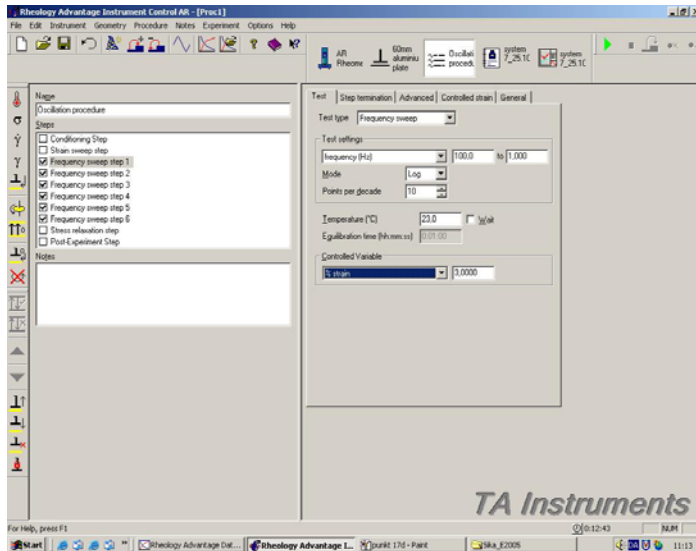 Rheology Advantage Instrument Control AR - [Proc1]
File Edit Instrument Geometry Procedure Notes Experiment Options Help
AR
Rheome
60mm
aluminiu
plate
Oscillati
procedu
system
7_25.10
system
7_25.10
Name
Oscillation procedure
Steps
Conditioning Step
Strain sweep step
Frequency sweep step 1
Frequency sweep step 2
Frequency sweep step 3
Frequency sweep step 4
Frequency sweep step 5
Frequency sweep step 6
Stress relaxation step
Post-Experiment Step
Notes
Test Step termination Advanced Controlled strain General
Test type Frequency sweep
Test settings
frequency (Hz) 100,0 to 1,000
Mode Log
Points per decade 10
Temperature (°C) 23,0 Wait
Equilibration time (hh:mm:ss) 0:01:00
Controlled Variable
% strain 3,0000
TA Instruments
For Help, press F1 0:12:43 NUM
Start Rheology Advantage Dat... Rheology Advantage I... punkt 17d - Paint Sika_E2005 DA 11:13